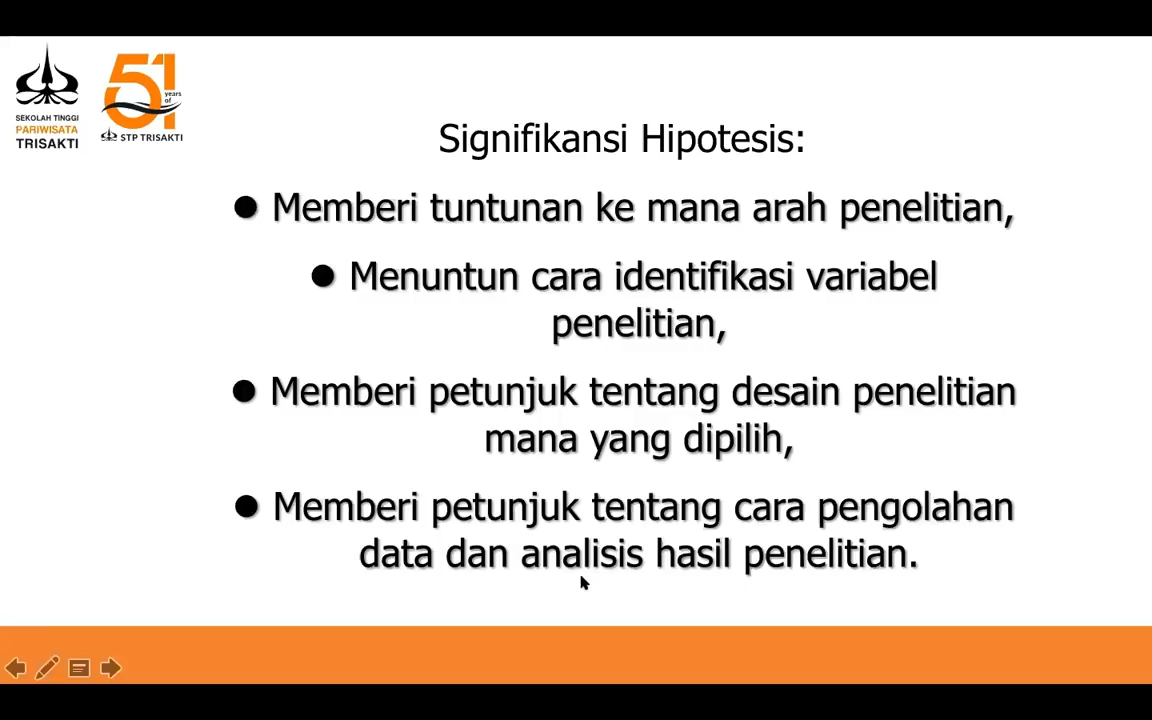 SEKOLAH TINGGI
PARIWISATA
TRISAKTI
51
years
of
STP TRISAKTI
Signifikansi Hipotesis:
● Memberi tuntunan ke mana arah penelitian,
● Menuntun cara identifikasi variabel
penelitian,
● Memberi petunjuk tentang desain penelitian
mana yang dipilih,
● Memberi petunjuk tentang cara pengolahan
data dan analisis hasil penelitian.